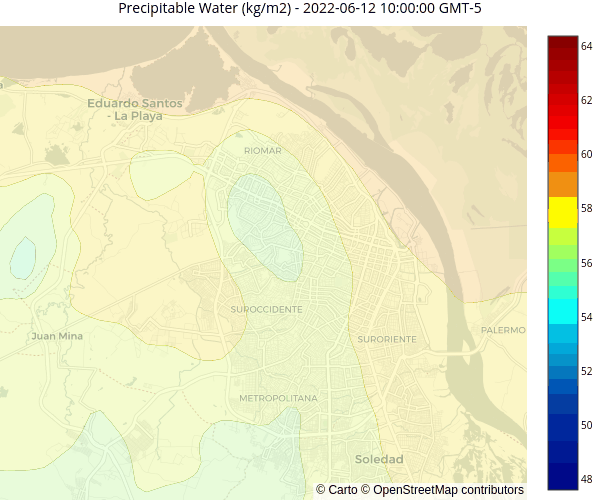 Precipitable Water (kg/m2) - 2022-06-12 10:00:00 GMT-5
64
62
60
58
56
54
52
50
48
Eduardo Santos
- La Playa
RIOMAR
SUROCCIDENTE
Juan Mina
SURORIENTE
PALERMO
METROPOLITANA
Soledad
© Carto © OpenStreetMap contributors